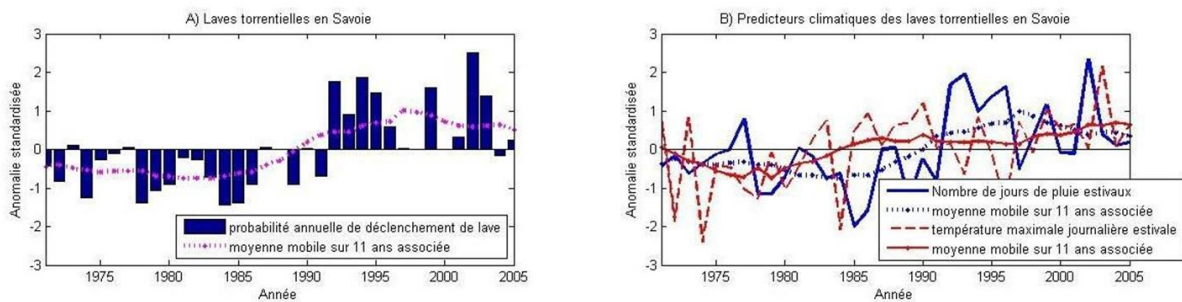 A) Laves torrentielles en Savoie
3
2
1
0
-1
-2
-3
Anomalie standardisée
probabilité annuelle de déclenchement de lave
moyenne mobile sur 11 ans associée
1975
1980
1985
1990
1995
2000
2005
Année
B) Predicteurs climatiques des laves torrentielles en Savoie
3
2
1
0
-1
-2
-3
Anomalie standardisée
Nombre de jours de pluie estivaux
moyenne mobile sur 11 ans associée
température maximale journalière estivale
moyenne mobile sur 11 ans associée
1975
1980
1985
1990
1995
2000
2005
Année